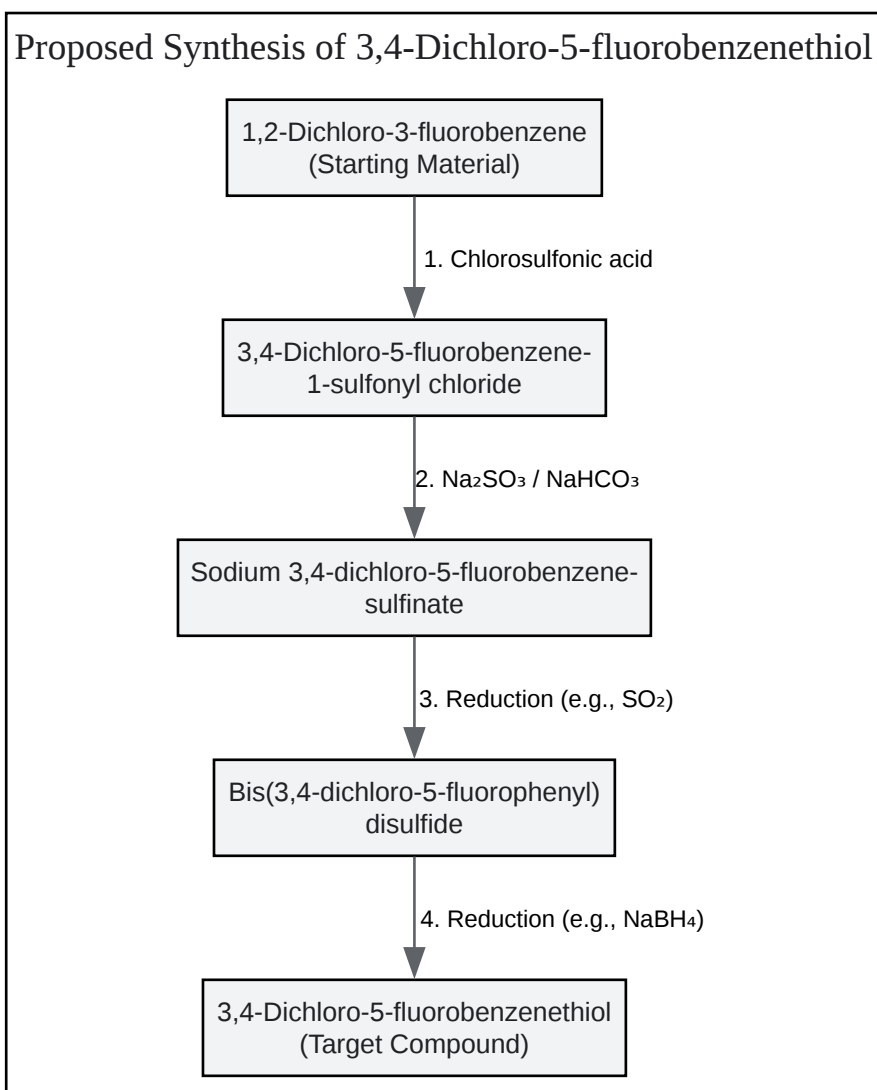 Proposed Synthesis of 3,4-Dichloro-5-fluorobenzenethiol
1,2-Dichloro-3-fluorobenzene
(Starting Material)
1. Chlorosulfonic acid
3,4-Dichloro-5-fluorobenzene-
1-sulfonyl chloride
2. Na₂SO₃ / NaHCO₃
Sodium 3,4-dichloro-5-fluorobenzene-
sulfinate
3. Reduction (e.g., SO₂)
Bis(3,4-dichloro-5-fluorophenyl)
disulfide
4. Reduction (e.g., NaBH₄)
3,4-Dichloro-5-fluorobenzenethiol
(Target Compound)